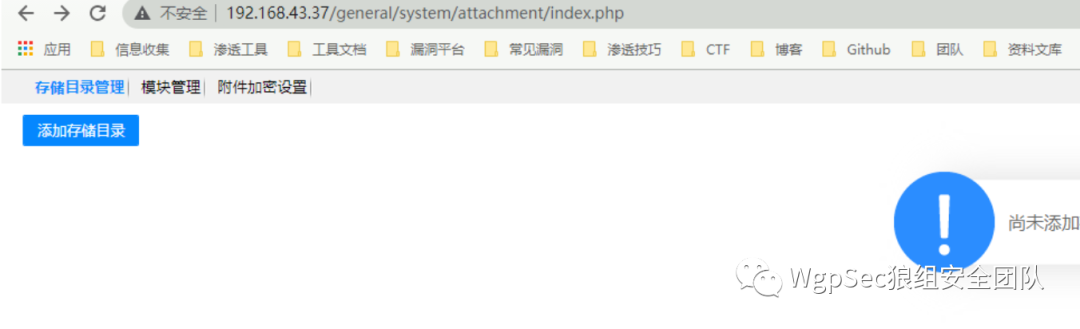 不安全 192.168.43.37/general/system/attachment/index.php
应用 信息收集 渗透工具 工具文档 漏洞平台 常见漏洞 渗透技巧 CTF 博客 Github 团队 资料文库
存储目录管理 模块管理 附件加密设置
添加存储目录
尚未添加
WgpSec狼组安全团队